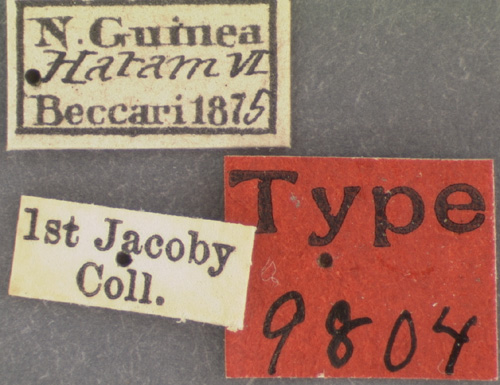 N. Guinea
Hatam VI
Beccari 1875
1st Jacoby
Coll.
Type
9804